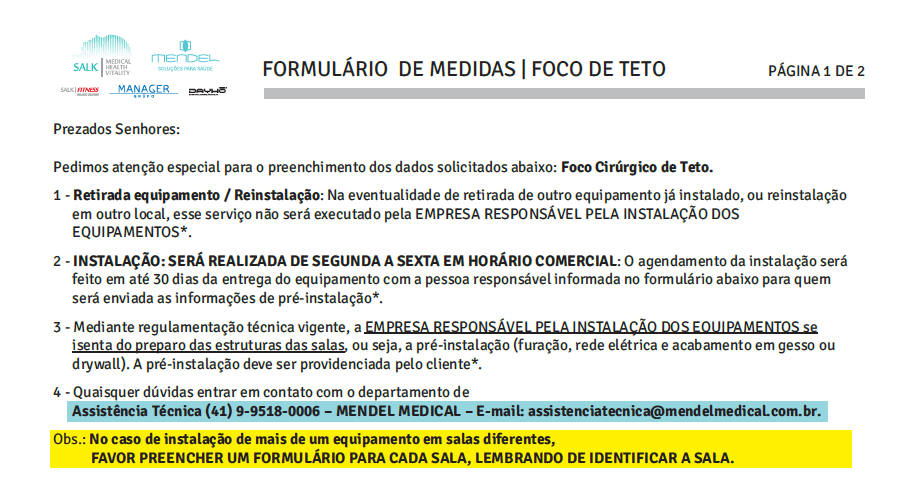 SALK MEDICAL HEALTH VITALITY
MENDEL
SOLUÇÕES PARA SAÚDE
SALK FITNESS
MANAGER
GRUPO
DAYHÔ
FORMULÁRIO DE MEDIDAS | FOCO DE TETO
PÁGINA 1 DE 2
Prezados Senhores:
Pedimos atenção especial para o preenchimento dos dados solicitados abaixo: Foco Cirúrgico de Teto.
1 - Retirada equipamento / Reinstalação: Na eventualidade de retirada de outro equipamento já instalado, ou reinstalação
em outro local, esse serviço não será executado pela EMPRESA RESPONSÁVEL PELA INSTALAÇÃO DOS
EQUIPAMENTOS*.
2 - INSTALAÇÃO: SERÁ REALIZADA DE SEGUNDA A SEXTA EM HORÁRIO COMERCIAL: O agendamento da instalação será
feito em até 30 dias da entrega do equipamento com a pessoa responsável informada no formulário abaixo para quem
será enviada as informações de pré-instalação*.
3 - Mediante regulamentação técnica vigente, a EMPRESA RESPONSÁVEL PELA INSTALAÇÃO DOS EQUIPAMENTOS se
isenta do preparo das estruturas das salas, ou seja, a pré-instalação (furação, rede elétrica e acabamento em gesso ou
drywall). A pré-instalação deve ser providenciada pelo cliente*.
4 - Quaisquer dúvidas entrar em contato com o departamento de
Assistência Técnica (41) 9-9518-0006 – MENDEL MEDICAL – E-mail: assistenciatecnica@mendelmedical.com.br.
Obs.: No caso de instalação de mais de um equipamento em salas diferentes,
FAVOR PREENCHER UM FORMULÁRIO PARA CADA SALA, LEMBRANDO DE IDENTIFICAR A SALA.